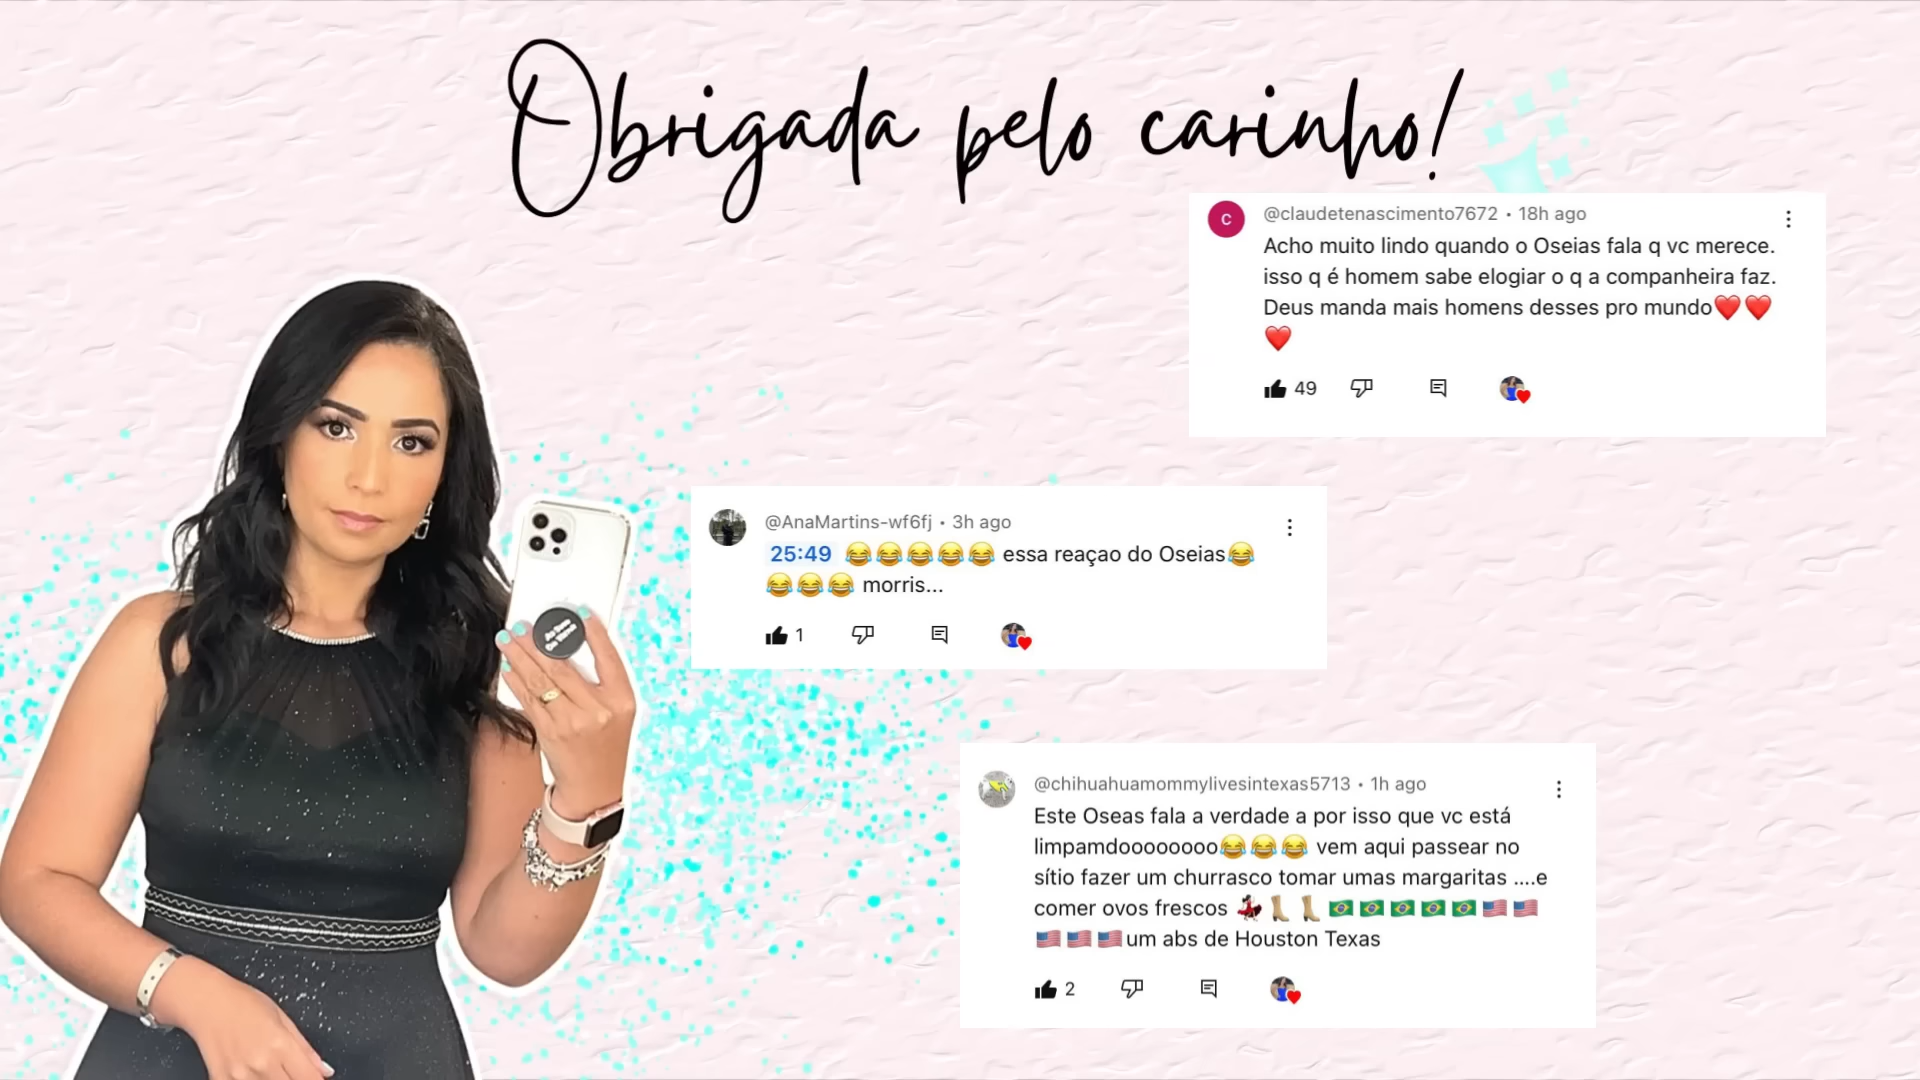 Obrigada pelo carinho!
C
@claudetenascimento7672 • 18h ago
Acho muito lindo quando o Oseias fala q vc merece.
isso q é homem sabe elogiar o q a companheira faz.
Deus manda mais homens desses pro mundo❤️❤️
❤️
49
@AnaMartins-wf6fj • 3h ago
25:49 😂😂😂😂😂 essa reaçao do Oseias😂
😂😂😂 morris...
1
@chihuahuamommylivesintexas5713 • 1h ago
Este Oseas fala a verdade a por isso que vc está
limpamdoooooooo😂😂😂 vem aqui passear no
sítio fazer um churrasco tomar umas margaritas ....e
comer ovos frescos 💃👢👢🇧🇷🇧🇷🇧🇷🇧🇷🇧🇷🇺🇸🇺🇸
🇺🇸🇺🇸🇺🇸um abs de Houston Texas
2